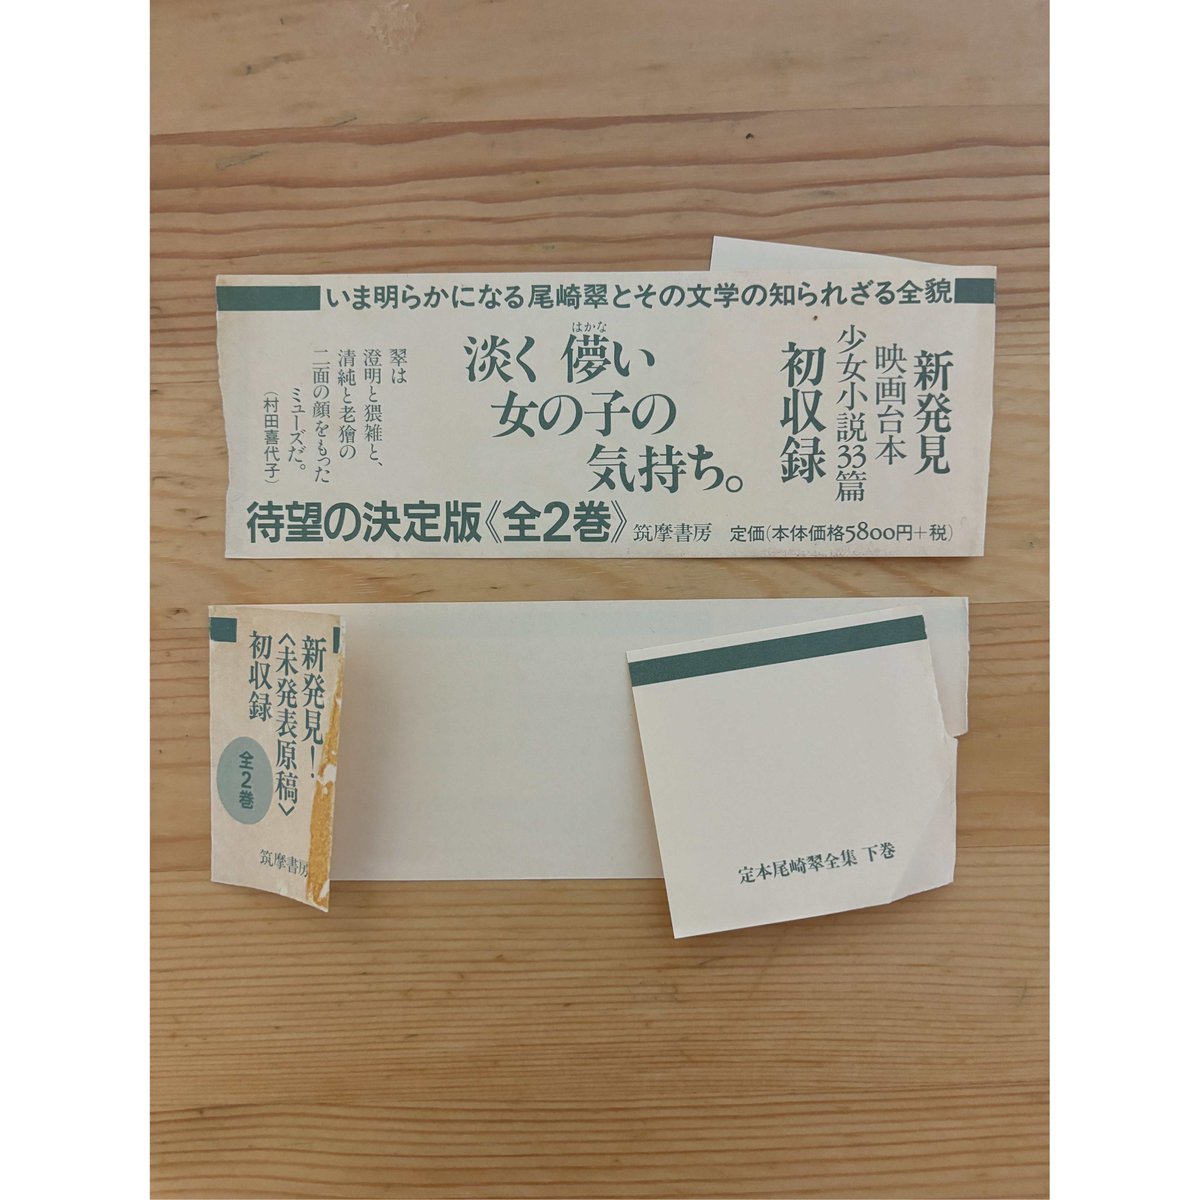 いま明らかになる尾崎翠とその文学の知られざる全貌
新発見
映画台本
少女小説33篇
初収録
淡く儚い
はかな
女の子の
気持ち。
翠は
澄明と猥雑と、
清純と老獪の
二面の顔をもった
ミューズだ。
(村田喜代子)
待望の決定版《全2巻》筑摩書房 定価(本体価格5800円+税)
新発見!
〈未発表原稿〉
初収録
全2巻
筑摩書房
定本尾崎翠全集 下巻